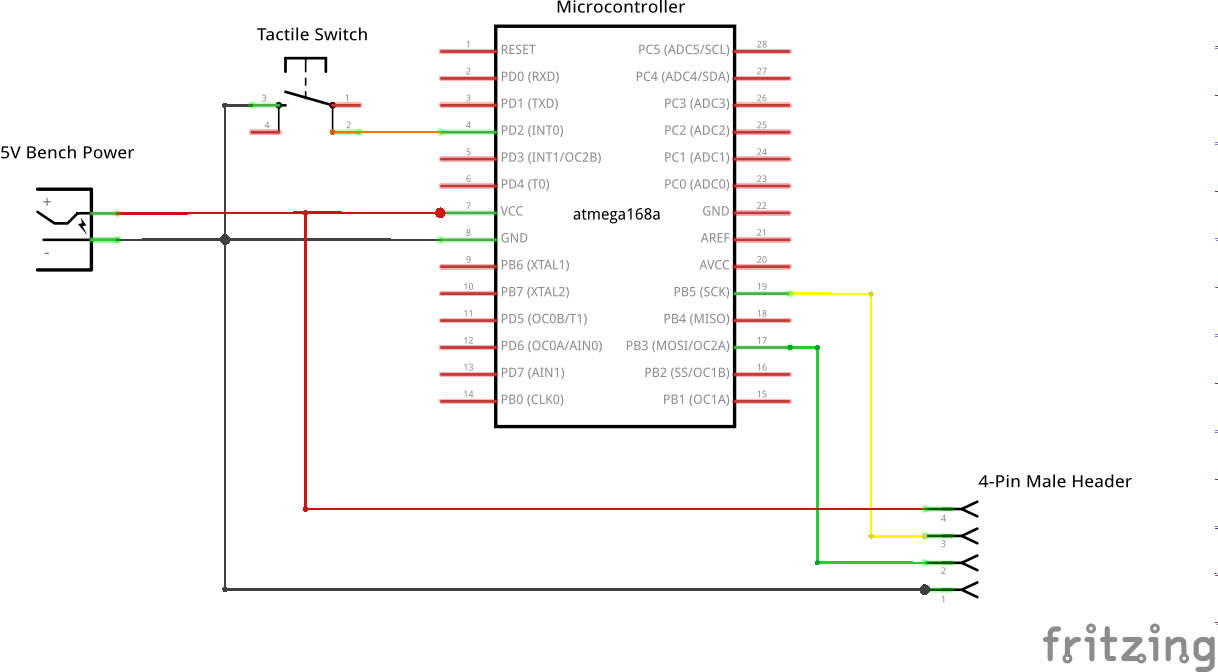 Microcontroller
Tactile Switch
5V Bench Power
+
-
3
1
4
2
1 RESET
2 PD0 (RXD)
3 PD1 (TXD)
4 PD2 (INT0)
5 PD3 (INT1/OC2B)
6 PD4 (T0)
7 VCC
8 GND
9 PB6 (XTAL1)
10 PB7 (XTAL2)
11 PD5 (OC0B/T1)
12 PD6 (OC0A/AIN0)
13 PD7 (AIN1)
14 PB0 (CLK0)
atmega168a
PC5 (ADC5/SCL) 28
PC4 (ADC4/SDA) 27
PC3 (ADC3) 26
PC2 (ADC2) 25
PC1 (ADC1) 24
PC0 (ADC0) 23
GND 22
AREF 21
AVCC 20
PB5 (SCK) 19
PB4 (MISO) 18
PB3 (MOSI/OC2A) 17
PB2 (SS/OC1B) 16
PB1 (OC1A) 15
4-Pin Male Header
4
3
2
1
fritzing